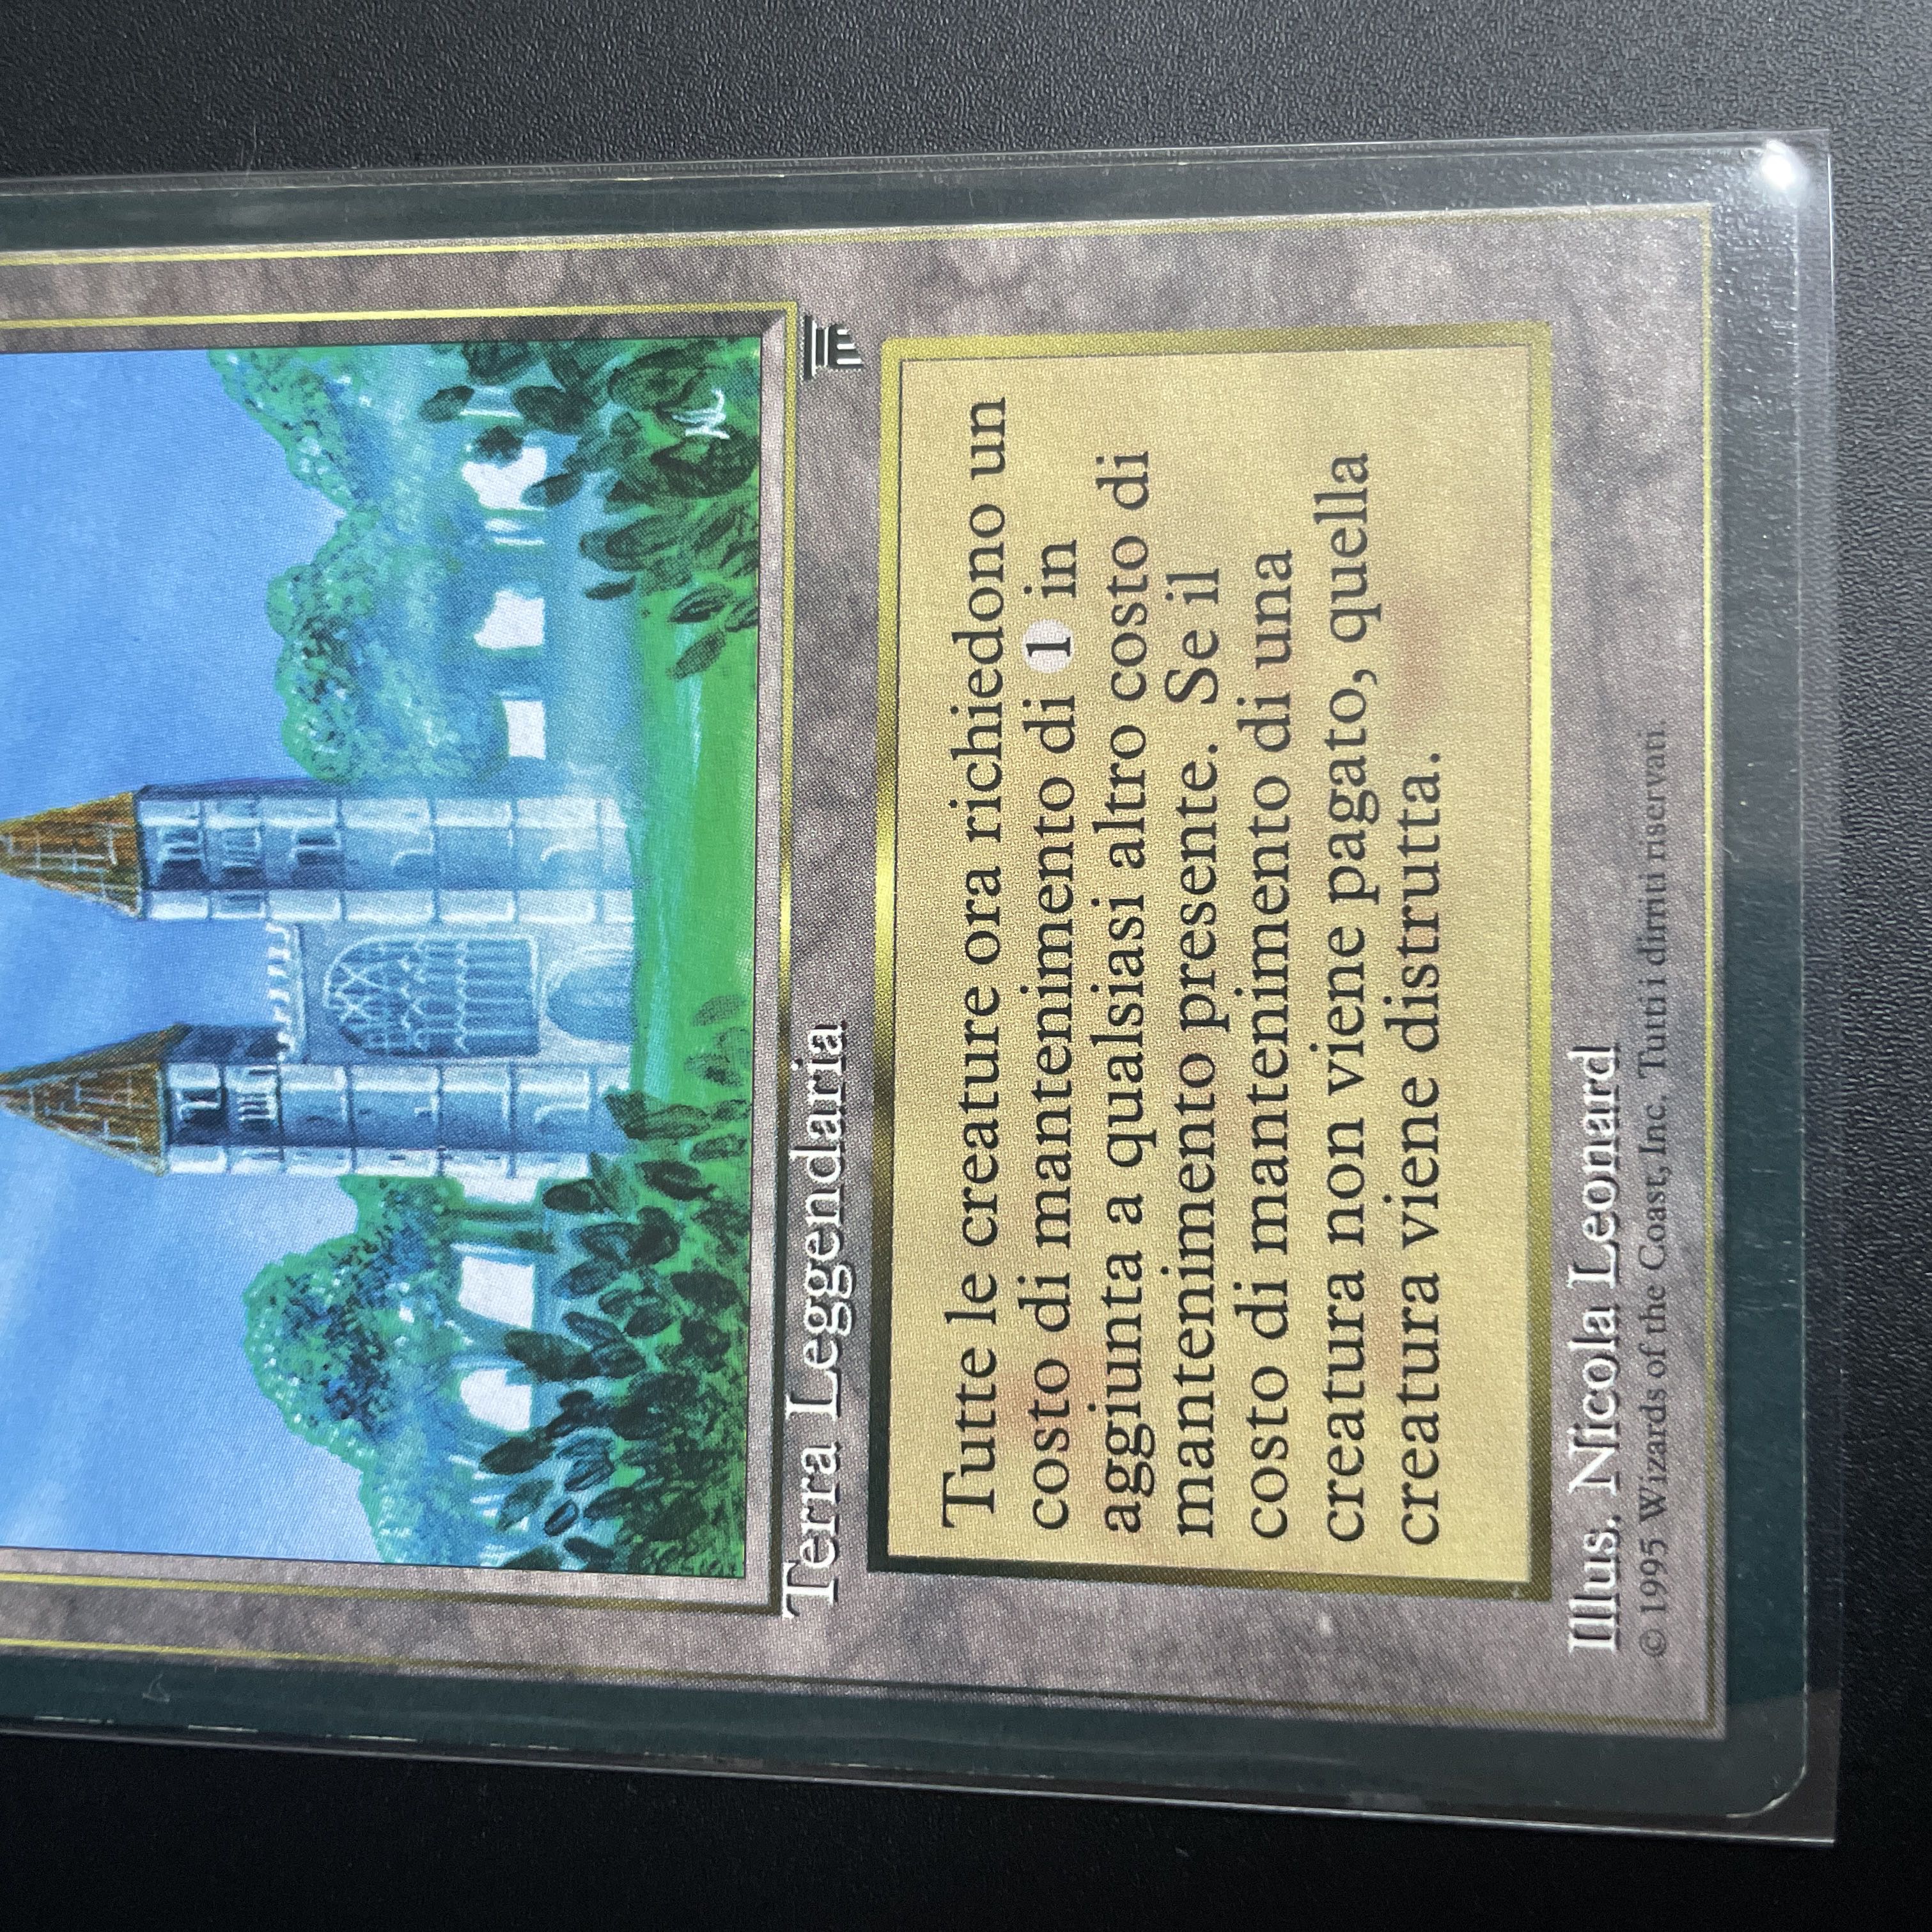 Terra Leggendaria
Tutte le creature ora richiedono un
costo di mantenimento di 1 in
aggiunta a qualsiasi altro costo di
mantenimento presente. Se il
costo di mantenimento di una
creatura non viene pagato, quella
creatura viene distrutta.
Illus. Nicola Leonard
© 1995 Wizards of the Coast, Inc. Tutti i diritti riservati.